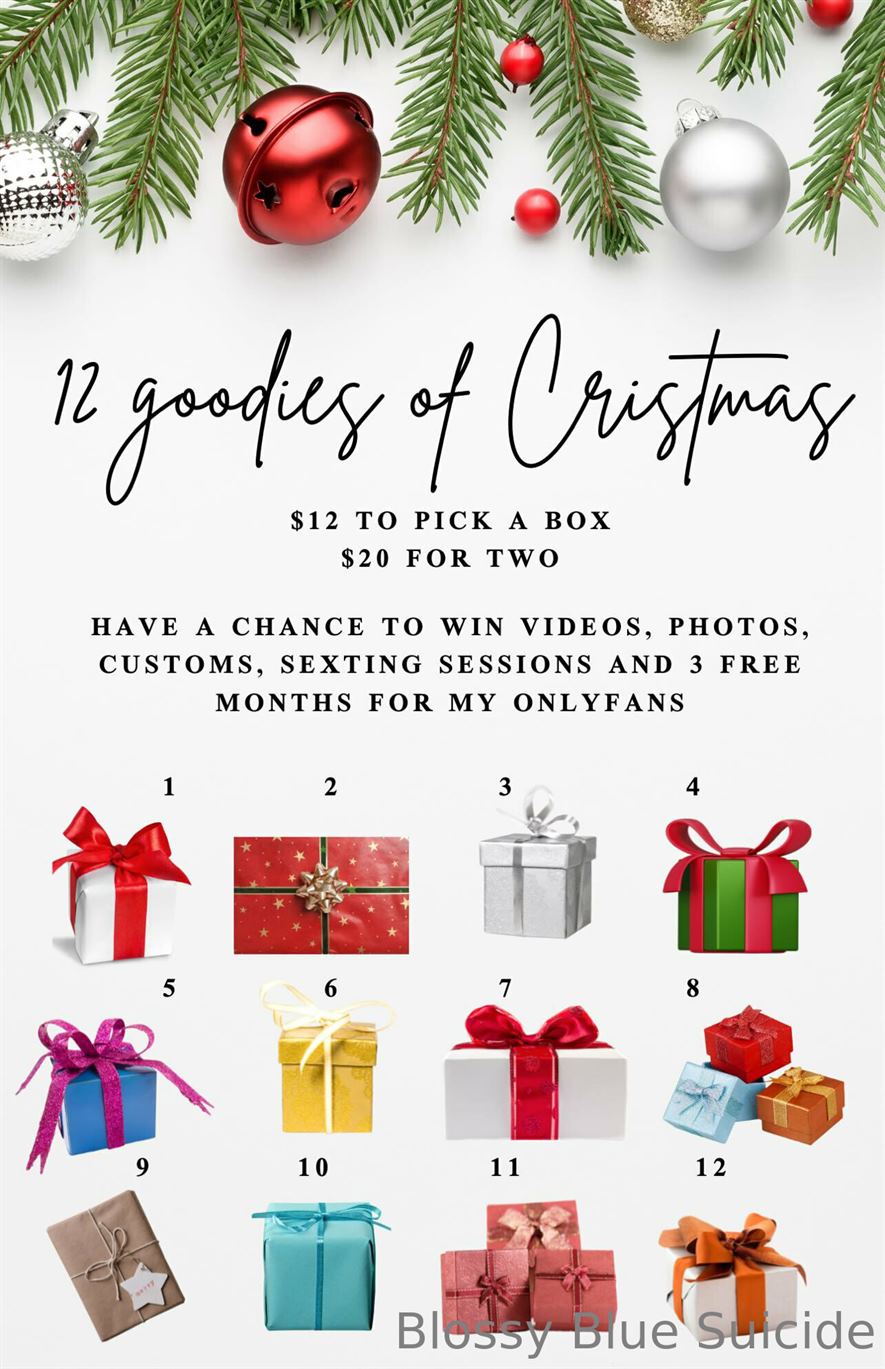 12 goodies of Cristmas
$12 TO PICK A BOX
$20 FOR TWO
HAVE A CHANCE TO WIN VIDEOS, PHOTOS,
CUSTOMS, SEXTING SESSIONS AND 3 FREE
MONTHS FOR MY ONLYFANS
1 2 3 4
5 6 7 8
9 10 11 12
Blossy Blue Suicide